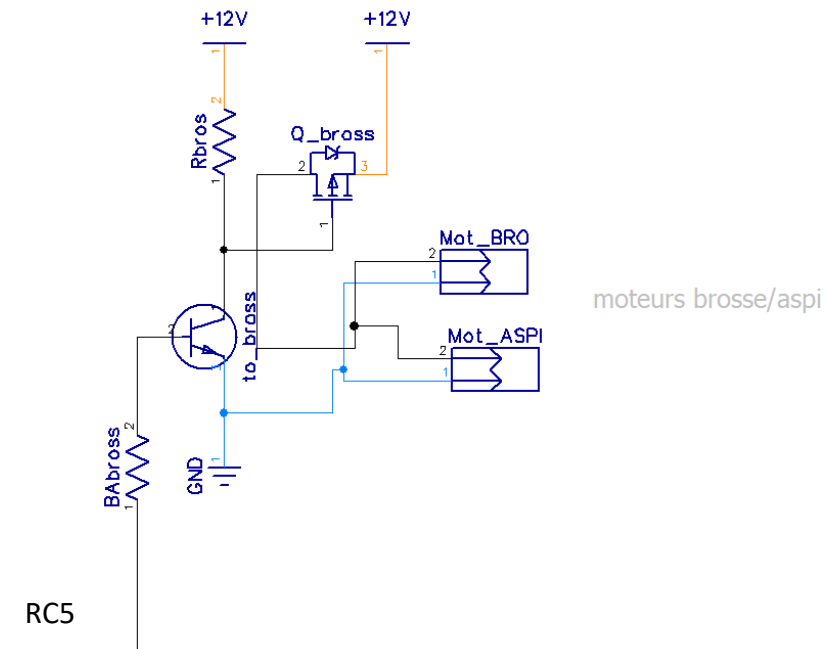 +12V
+12V
2
Rbros
1
1
1
Q_bross
2
3
1
Mot_BRO
2
1
moteurs brosse/aspi
Mot_ASPI
2
1
to_bross
2
1
BAbross
2
1
GND
1
RC5